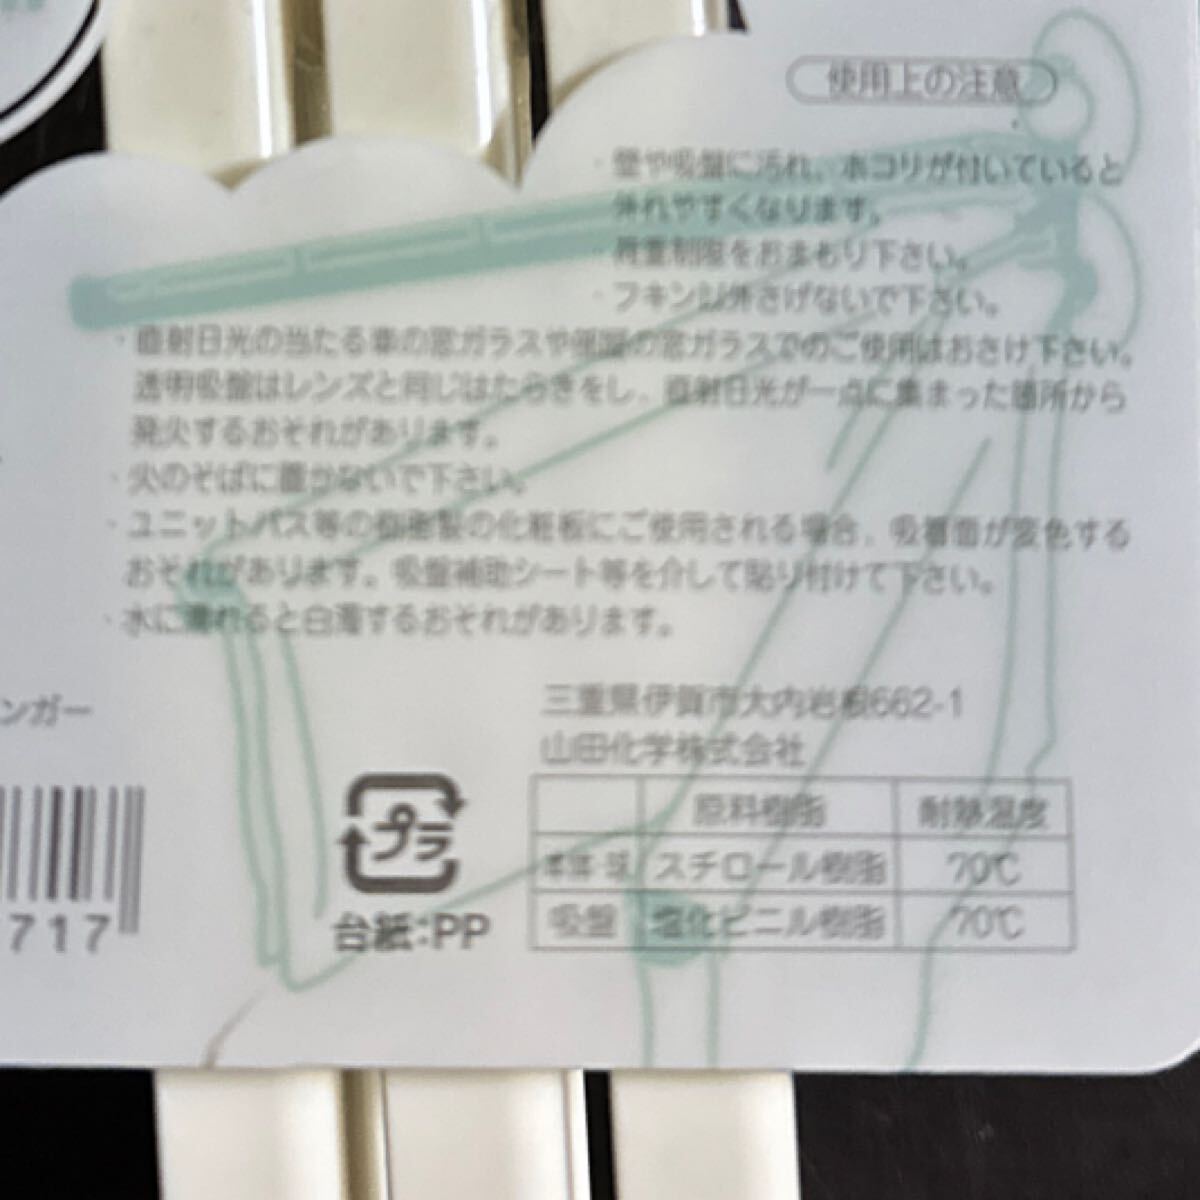 使用上の注意
・壁や吸盤に汚れ、ホコリが付いていると
外れやすくなります。
・荷重制限をおまもり下さい。
・フキン以外さげないで下さい。
・直射日光の当たる車の窓ガラスや部屋の窓ガラスでのご使用はおさけ下さい。
透明吸盤はレンズと同じはたらきをし、直射日光が一点に集まった箇所から
発火するおそれがあります。
・火のそばに置かないで下さい。
・ユニットバス等の樹脂製の化粧板にご使用される場合、吸着面が変色する
おそれがあります。吸盤補助シート等を介して貼り付けて下さい。
・水に濡れると白濁するおそれがあります。
ンガー
三重県伊賀市大内岩根662-1
山田化学株式会社
717
プラ
台紙:PP
原料樹脂 耐熱温度
本体 スチロール樹脂 70℃
吸盤 塩化ビニル樹脂 70℃